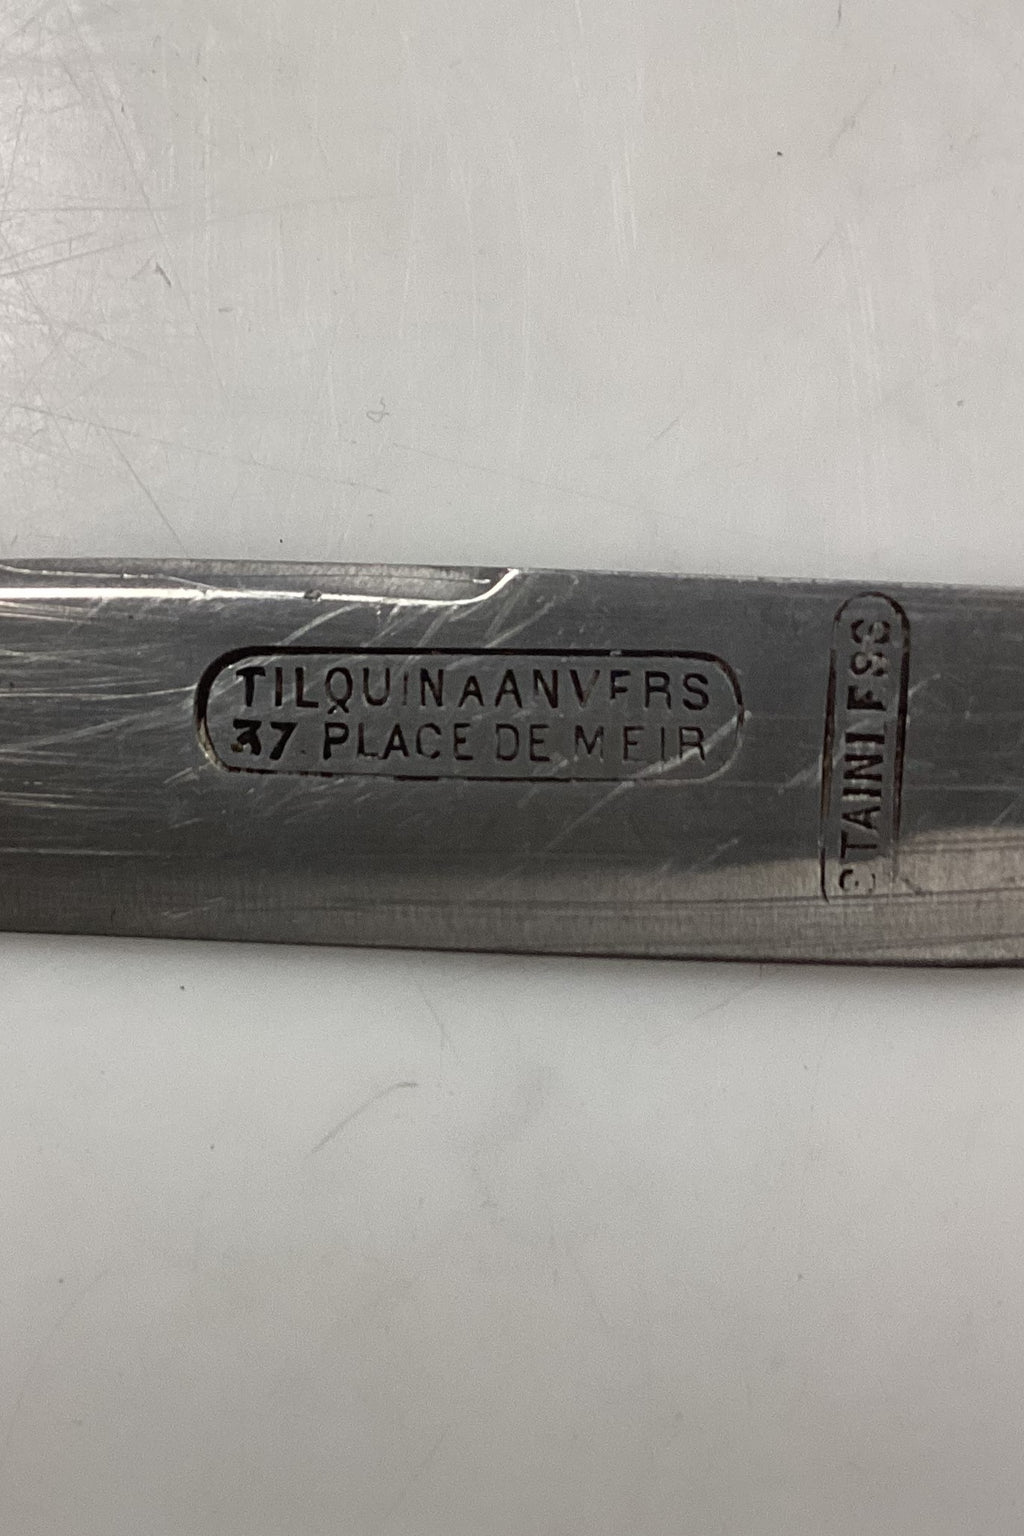 TILQUIN A ANVERS
37. PLACE DE MEIR
STAINLESS